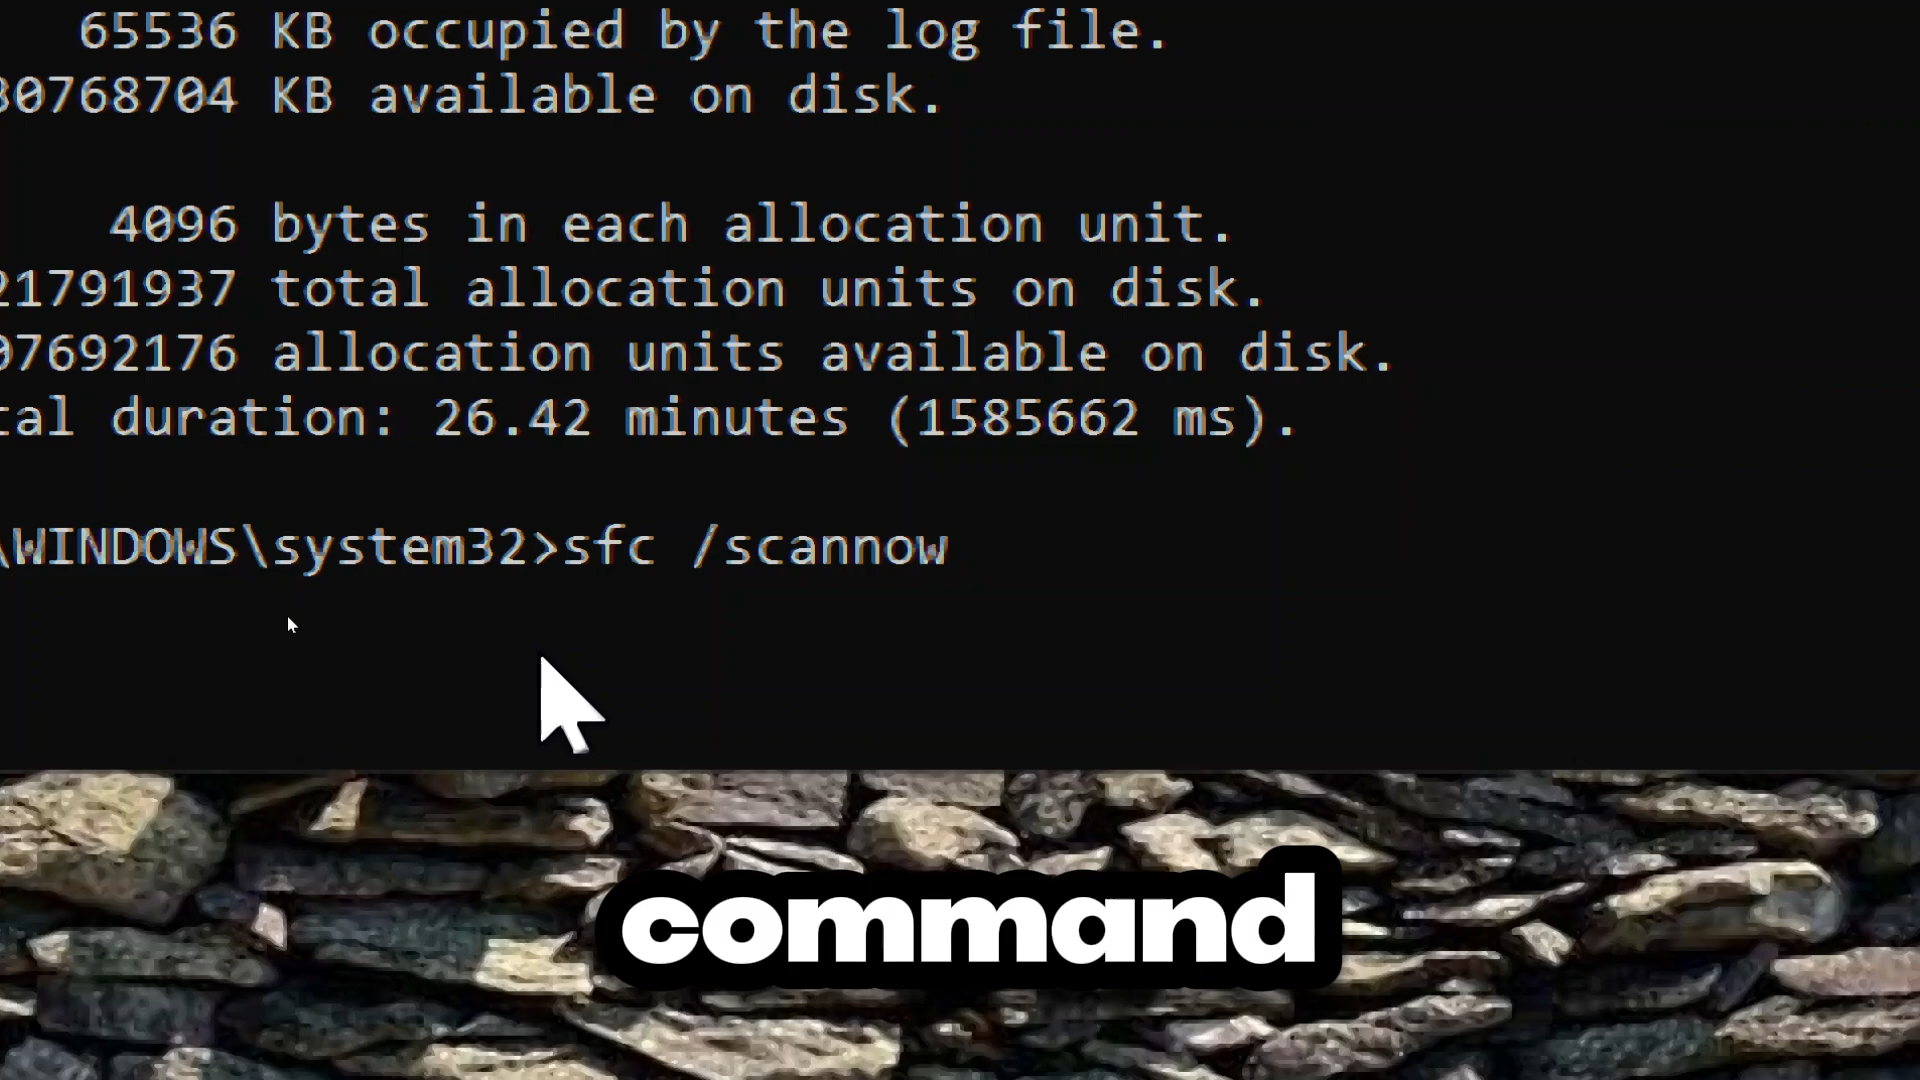 65536 KB occupied by the log file.
30768704 KB available on disk.
4096 bytes in each allocation unit.
21791937 total allocation units on disk.
07692176 allocation units available on disk.
tal duration: 26.42 minutes (1585662 ms).
\WINDOWS\system32>sfc /scannow
command